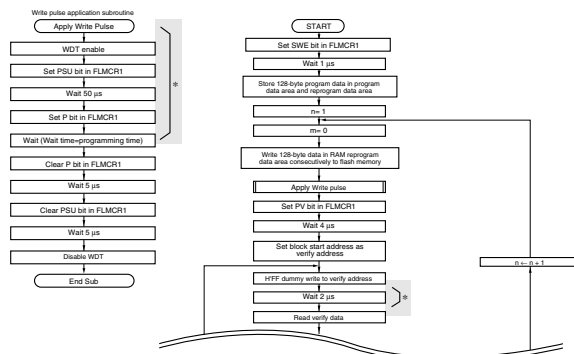 Write pulse application subroutine
Apply Write Pulse
WDT enable
Set PSU bit in FLMCR1
Wait 50 μs
Set P bit in FLMCR1
Wait (Wait time=programming time)
Clear P bit in FLMCR1
Wait 5 μs
Clear PSU bit in FLMCR1
Wait 5 μs
Disable WDT
End Sub
*
START
Set SWE bit in FLMCR1
Wait 1 μs
Store 128-byte program data in program
data area and reprogram data area
n= 1
m= 0
Write 128-byte data in RAM reprogram
data area consecutively to flash memory
Apply Write pulse
Set PV bit in FLMCR1
Wait 4 μs
Set block start address as
verify address
H'FF dummy write to verify address
Wait 2 μs
*
Read verify data
n ← n + 1